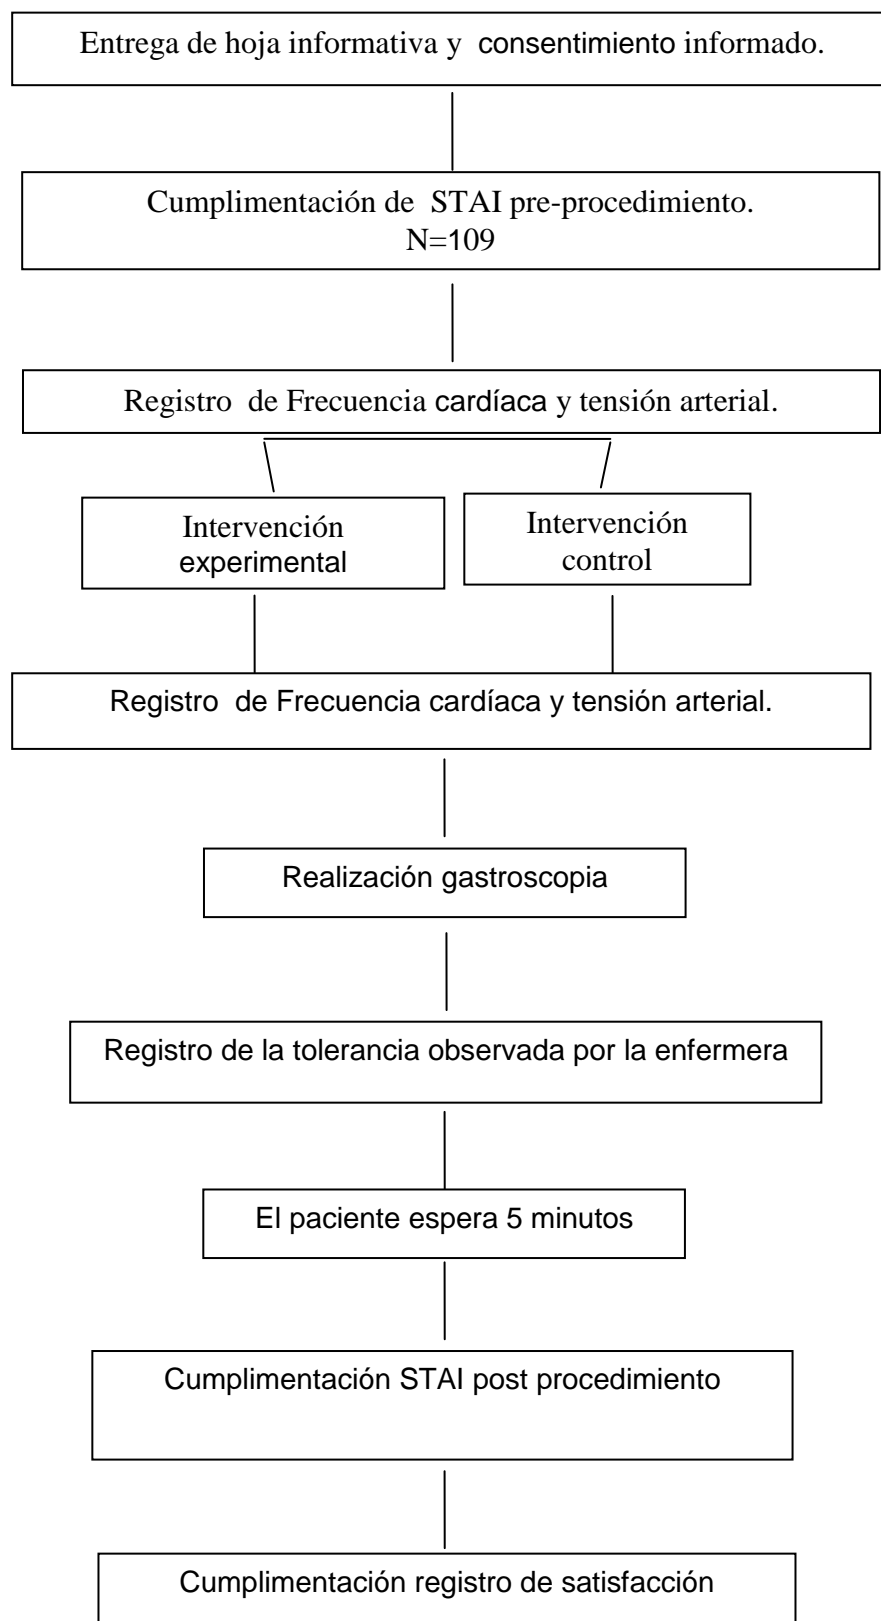 Entrega de hoja informativa y consentimiento informado.
Cumplimentación de STAI pre-procedimiento.
N=109
Registro de Frecuencia cardíaca y tensión arterial.
Intervención
experimental
Intervención
control
Registro de Frecuencia cardíaca y tensión arterial.
Realización gastroscopia
Registro de la tolerancia observada por la enfermera
El paciente espera 5 minutos
Cumplimentación STAI post procedimiento
Cumplimentación registro de satisfacción